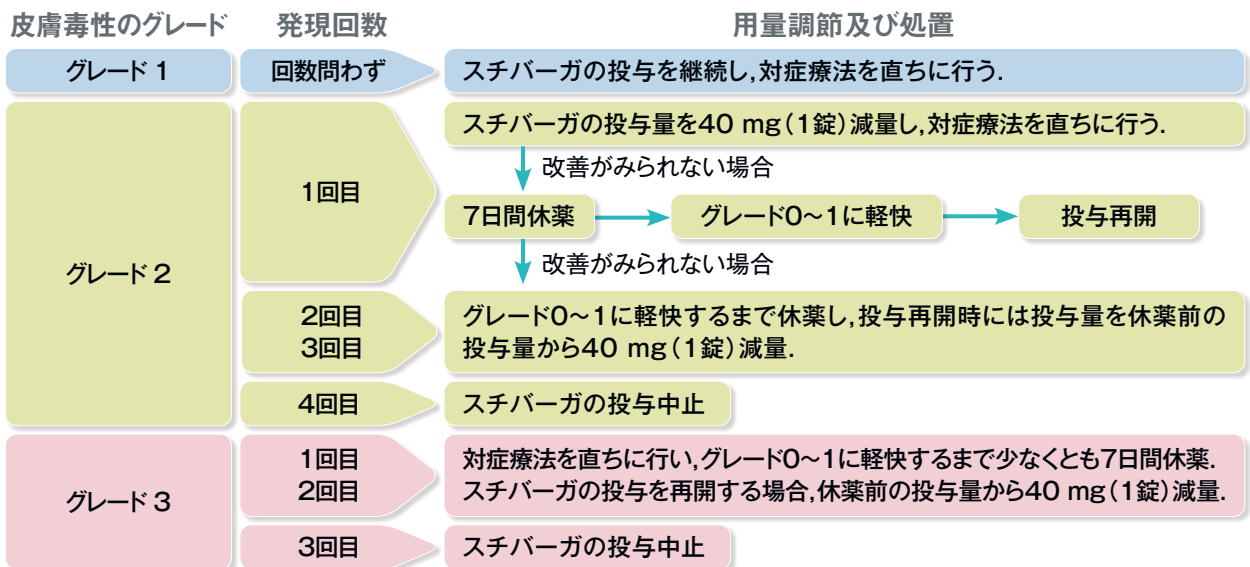 皮膚毒性のグレード 発現回数 用量調節及び処置
グレード 1 回数問わず スチバーガの投与を継続し,対症療法を直ちに行う.
グレード 2
1回目
スチバーガの投与量を40 mg(1錠)減量し,対症療法を直ちに行う.
改善がみられない場合
7日間休薬 グレード0〜1に軽快 投与再開
改善がみられない場合
2回目
3回目
グレード0〜1に軽快するまで休薬し,投与再開時には投与量を休薬前の
投与量から40 mg(1錠)減量.
4回目 スチバーガの投与中止
グレード 3
1回目
2回目
対症療法を直ちに行い,グレード0〜1に軽快するまで少なくとも7日間休薬.
スチバーガの投与を再開する場合,休薬前の投与量から40 mg(1錠)減量.
3回目 スチバーガの投与中止